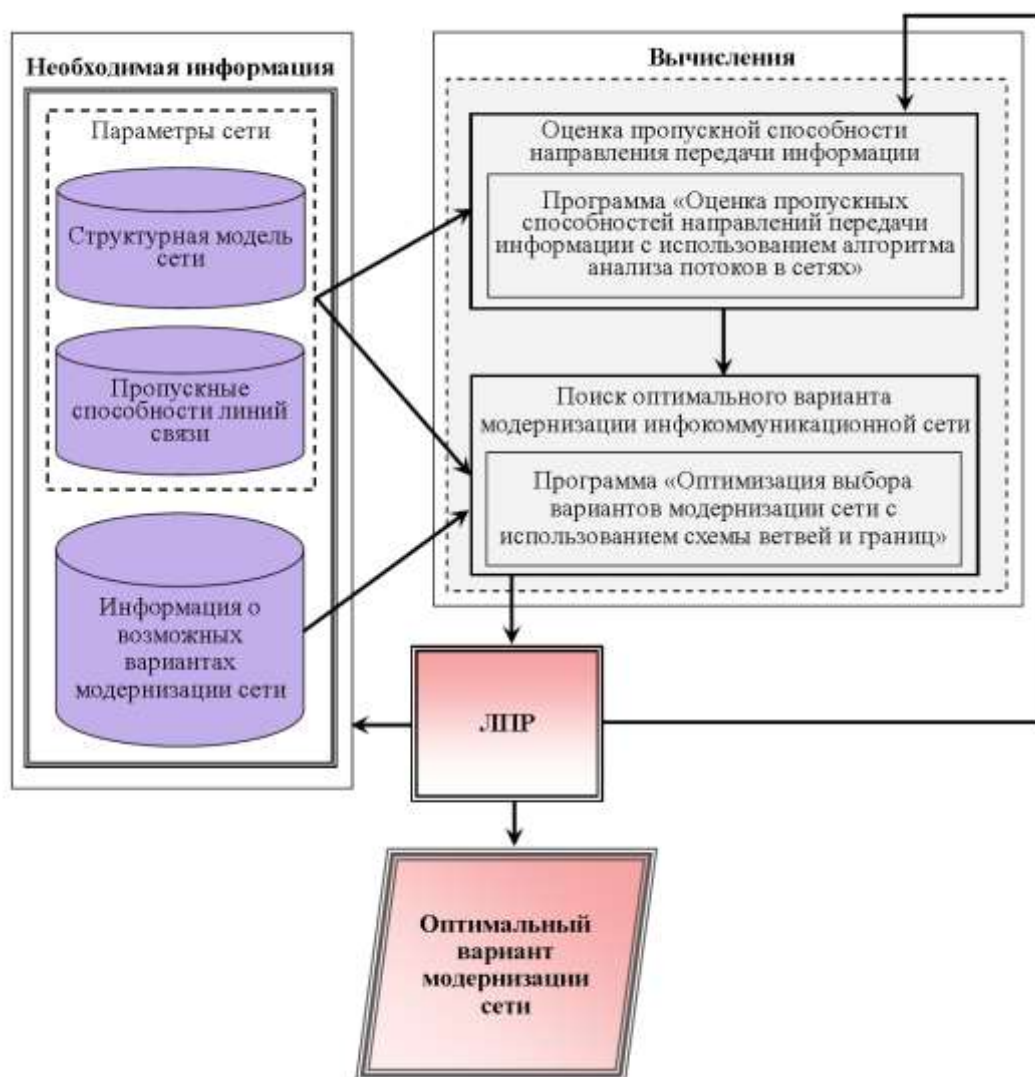 Необходимая информация
Параметры сети
Структурная модель
сети
Пропускные
способности линий
связи
Информация о
возможных
вариантах
модернизации сети
Вычисления
Оценка пропускной способности
направления передачи информации
Программа «Оценка пропускных
способностей направлений передачи
информации с использованием алгоритма
анализа потоков в сетях»
Поиск оптимального варианта
модернизации инфокоммуникационной сети
Программа «Оптимизация выбора
вариантов модернизации сети с
использованием схемы ветвей и границ»
ЛПР
Оптимальный
вариант
модернизации
сети